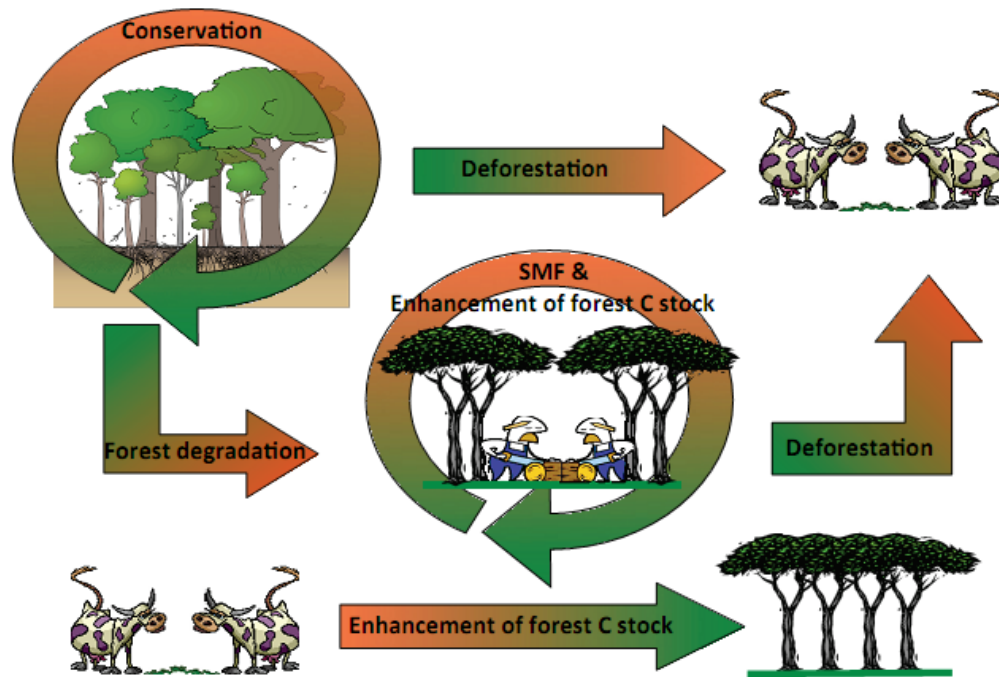 Conservation
Deforestation
SMF &
Enhancement of forest C stock
Forest degradation
Deforestation
Enhancement of forest C stock